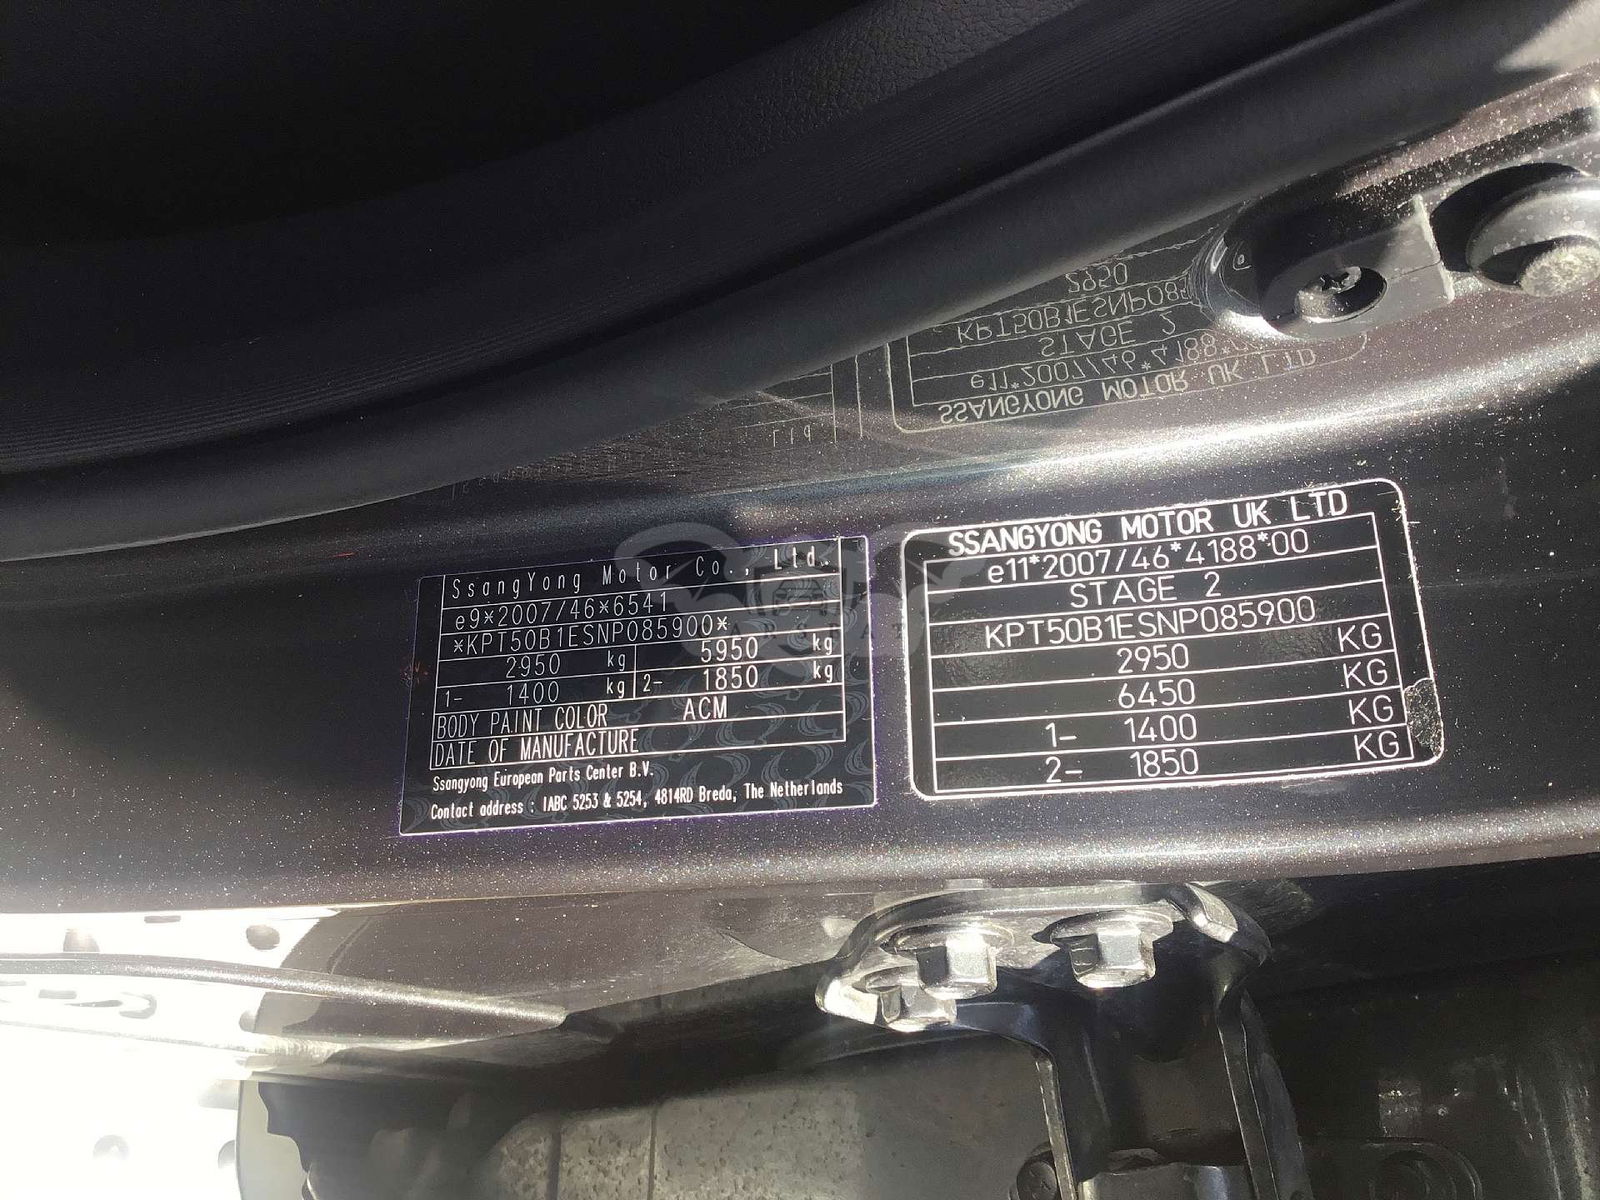 SsangYong Motor Co., Ltd.
e9*2007/46*6541
*KPT50B1ESNP085900*
2950 kg 5950 kg
1- 1400 kg 2- 1850 kg
BODY PAINT COLOR ACM
DATE OF MANUFACTURE
Ssangyong European Parts Center B.V.
Contact address : IABC 5253 & 5254, 4814RD Breda, The Netherlands
SSANGYONG MOTOR UK LTD
e11*2007/46*4188*00
STAGE 2
KPT50B1ESNP085900
2950 KG
6450 KG
1- 1400 KG
2- 1850 KG